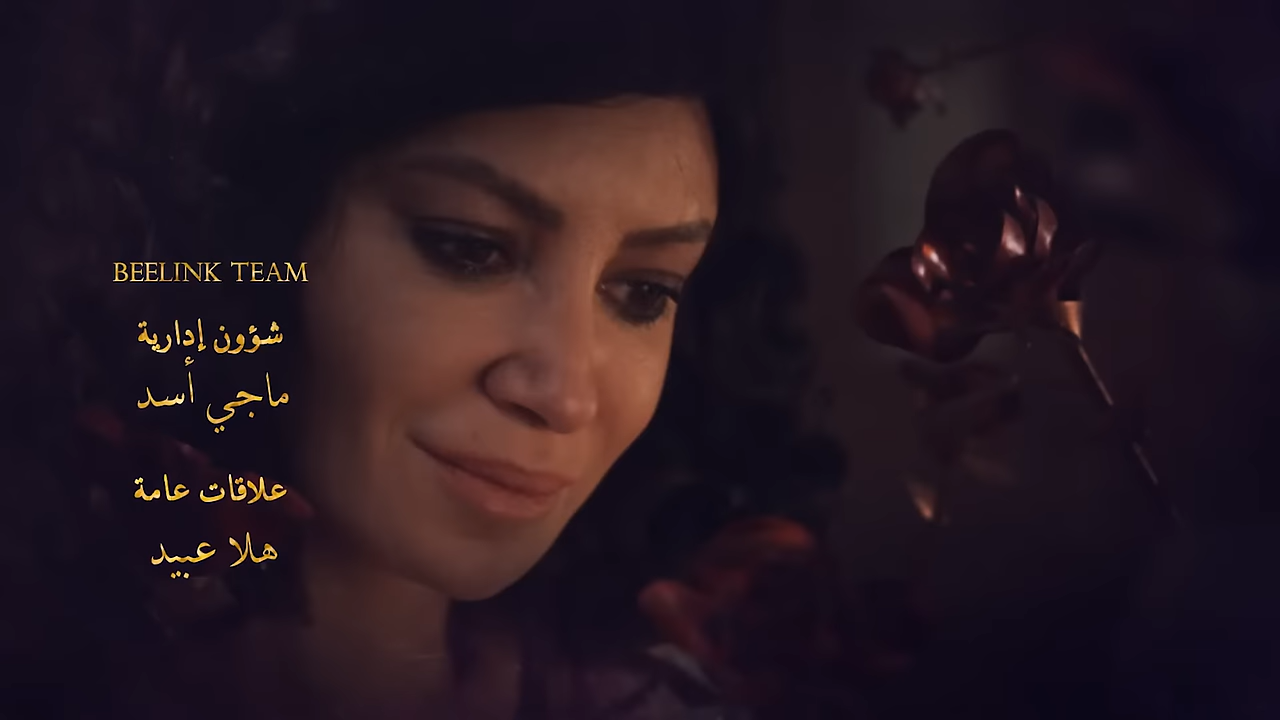 BEELINK TEAM
شؤون إدارية
ماجي أسد
علاقات عامة
هلا عبيد